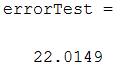 errorTest =
22.0149